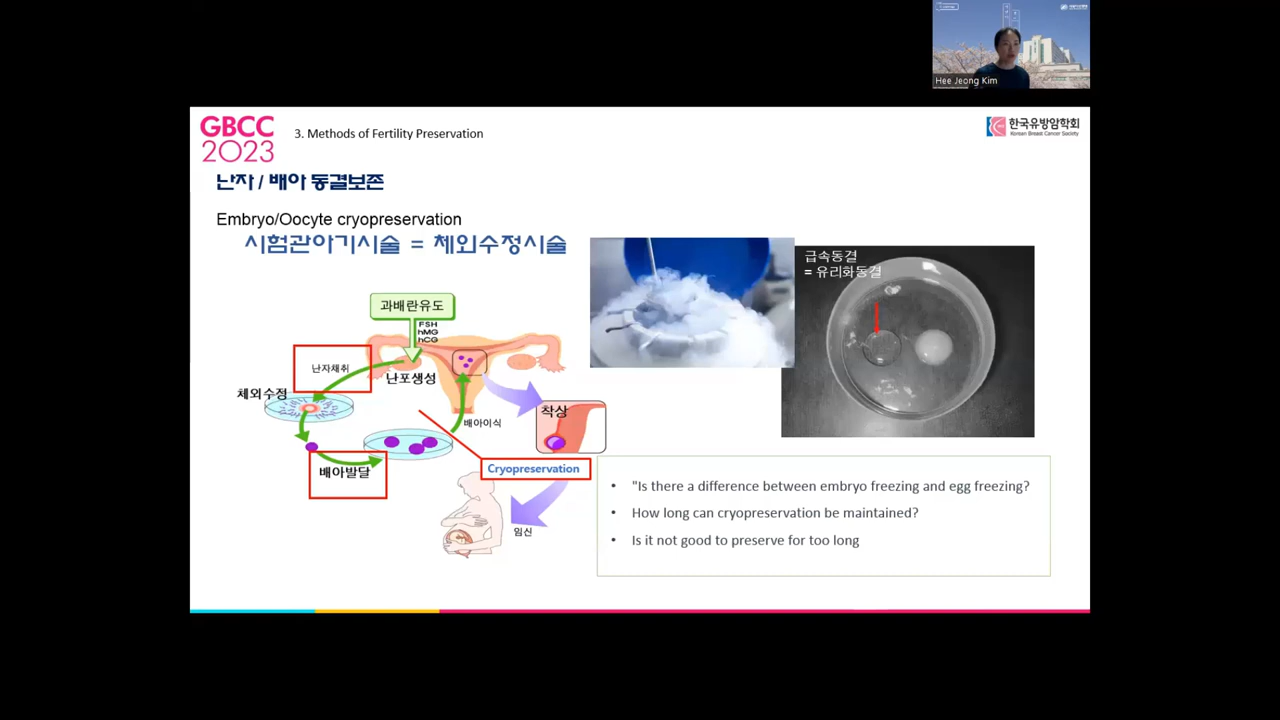 Hee Jeong Kim
GBCC
2023
3. Methods of Fertility Preservation
한국유방암학회
Korean Breast Cancer Society
난자 / 배아 동결보존
Embryo/Oocyte cryopreservation
시험관아기시술 = 체외수정시술
과배란유도
FSH
hMG
hCG
난자채취
난포생성
체외수정
배아이식
착상
배아발달
Cryopreservation
임신
급속동결
= 유리화동결
• "Is there a difference between embryo freezing and egg freezing?
• How long can cryopreservation be maintained?
• Is it not good to preserve for too long